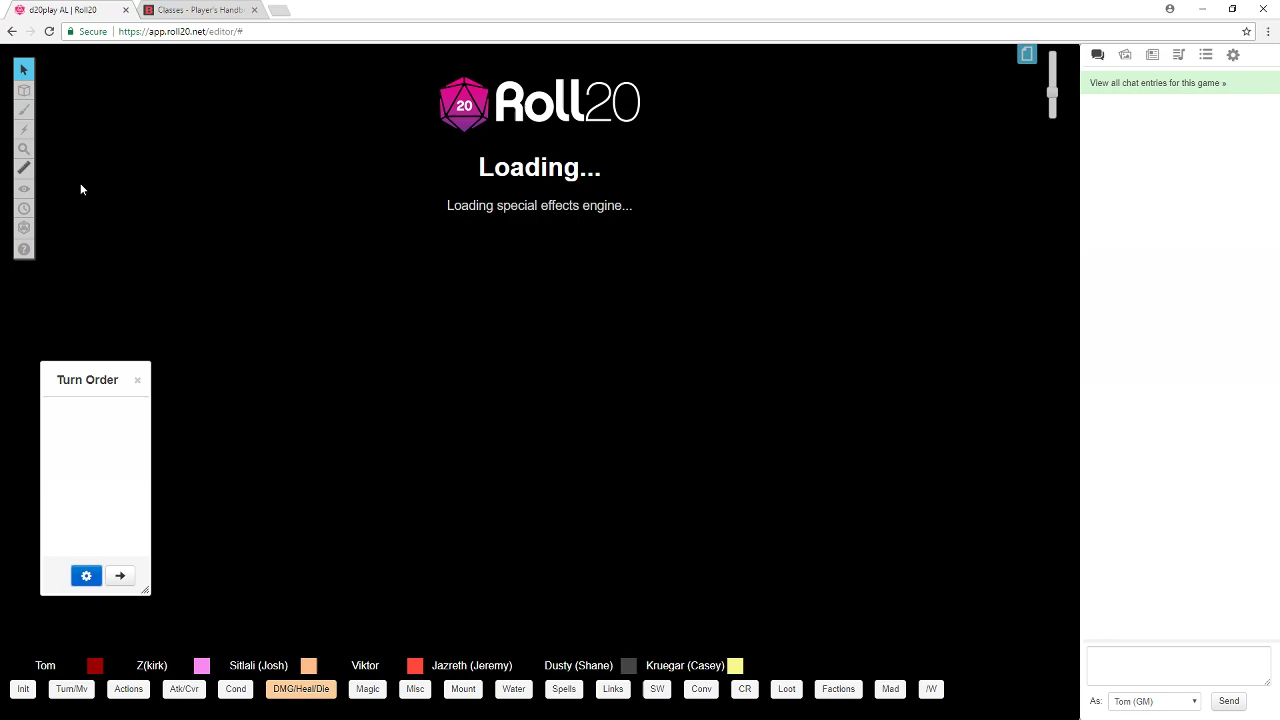 d20play AL | Roll20
Classes - Player's Handb
Secure
https://app.roll20.net/editor/#
20 Roll20
Loading...
Loading special effects engine...
View all chat entries for this game »
Turn Order
Tom
Z(kirk)
Sitlali (Josh)
Viktor
Jazreth (Jeremy)
Dusty (Shane)
Kruegar (Casey)
Init
Turn/Mv
Actions
Atk/Cvr
Cond
DMG/Heal/Die
Magic
Misc
Mount
Water
Spells
Links
SW
Conv
CR
Loot
Factions
Mad
/W
As:
Tom (GM)
Send